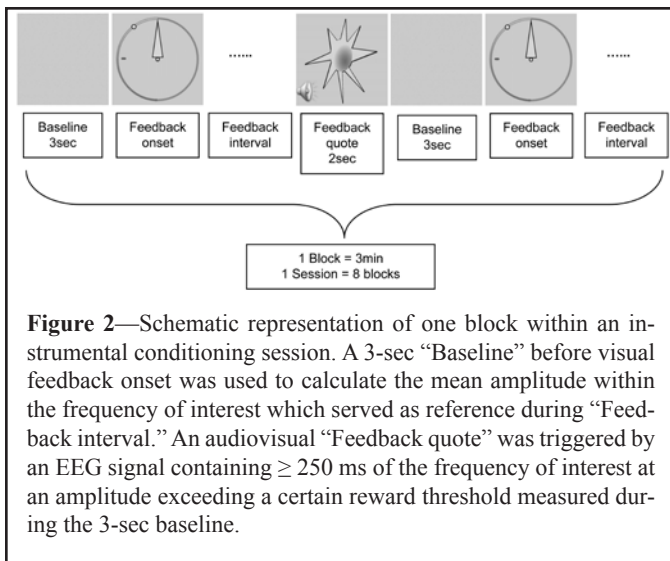 ......
......
Baseline
3sec
Feedback
onset
Feedback
interval
Feedback
quote
2sec
Baseline
3sec
Feedback
onset
Feedback
interval
1 Block = 3min
1 Session = 8 blocks
Figure 2—Schematic representation of one block within an in-
strumental conditioning session. A 3-sec “Baseline” before visual
feedback onset was used to calculate the mean amplitude within
the frequency of interest which served as reference during “Feed-
back interval.” An audiovisual “Feedback quote” was triggered by
an EEG signal containing ≥ 250 ms of the frequency of interest at
an amplitude exceeding a certain reward threshold measured dur-
ing the 3-sec baseline.